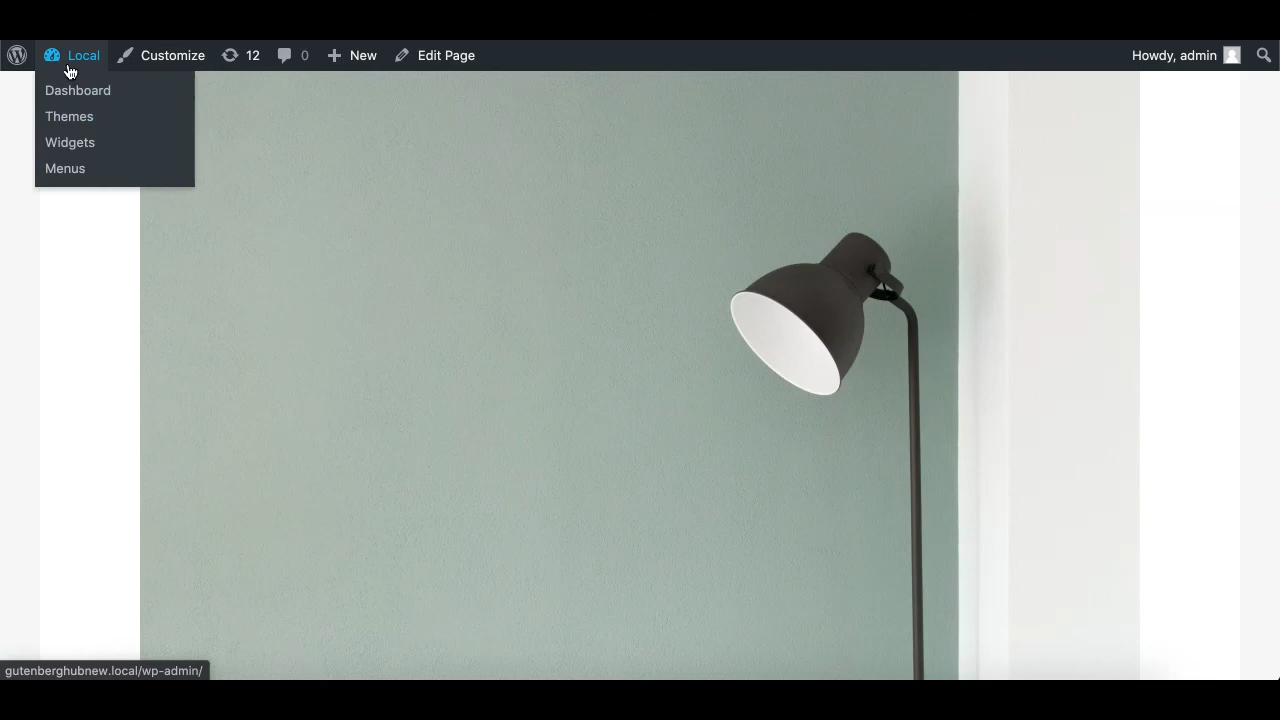 Local Customize 12 0 New Edit Page Howdy, admin
Dashboard
Themes
Widgets
Menus
gutenberghubnew.local/wp-admin/